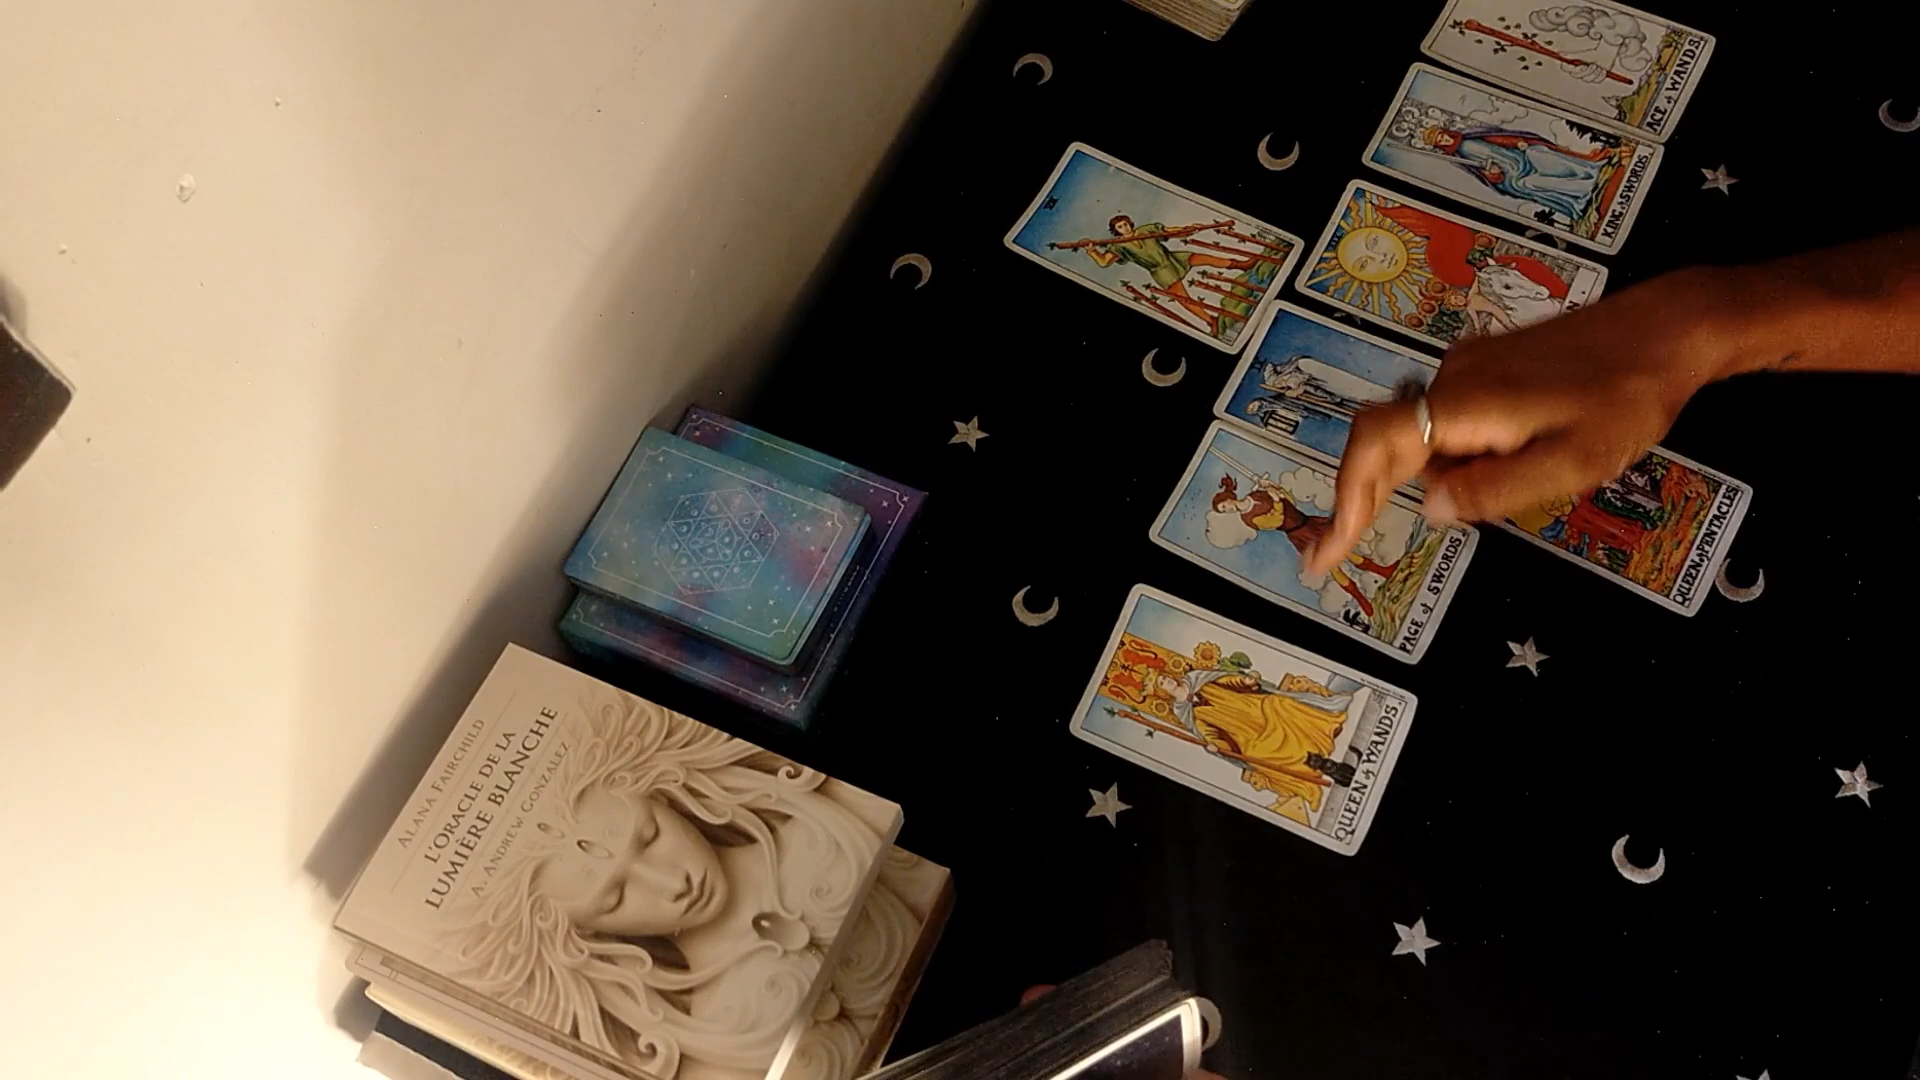 ACE of WANDS.
KING of SWORDS.
VII
QUEEN of PENTACLES
PAGE of SWORDS.
QUEEN of WANDS.
ALANA FAIRCHILD
L'ORACLE DE LA
LUMIÈRE BLANCHE
A. ANDREW GONZALEZ